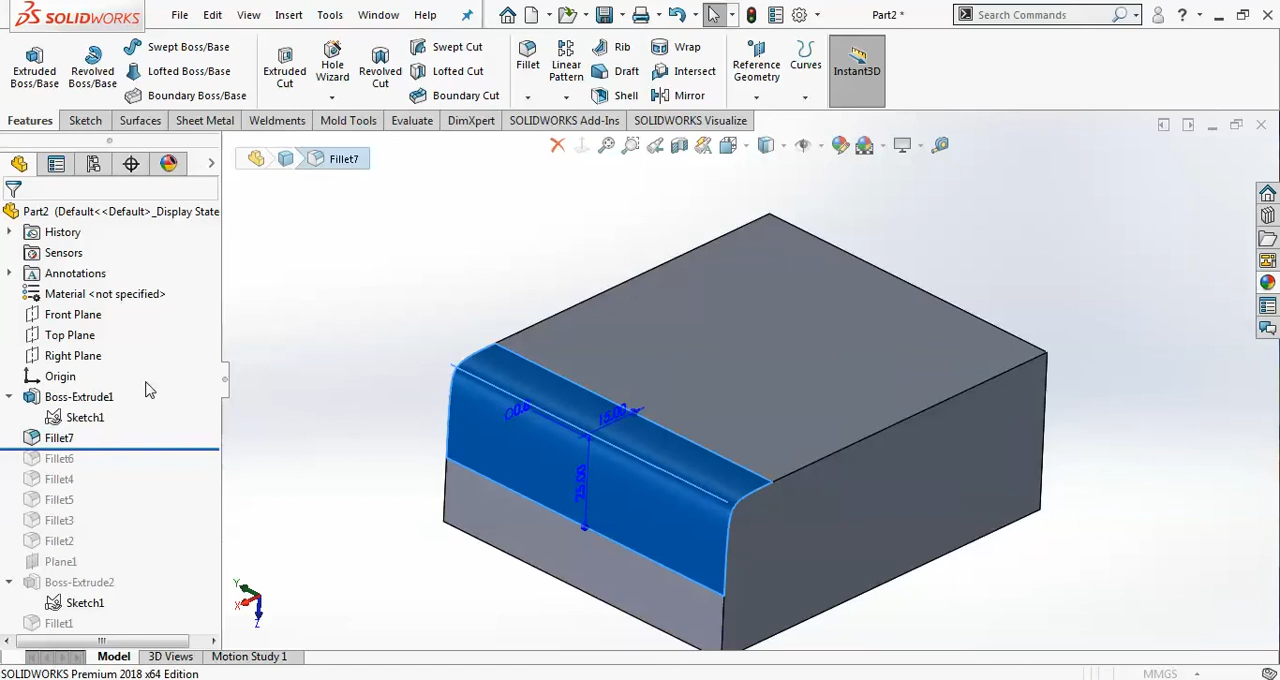 SOLIDWORKS File Edit View Insert Tools Window Help Part2 * Search Commands ?
Extruded Boss/Base Revolved Boss/Base Swept Boss/Base Lofted Boss/Base Boundary Boss/Base Extruded Cut Hole Wizard Revolved Cut Swept Cut Lofted Cut Boundary Cut Fillet Linear Pattern Rib Draft Shell Wrap Intersect Mirror Reference Geometry Curves Instant3D
Features Sketch Surfaces Sheet Metal Weldments Mold Tools Evaluate DimXpert SOLIDWORKS Add-Ins SOLIDWORKS Visualize
Fillet7
Part2 (Default<<Default>_Display State
History
Sensors
Annotations
Material <not specified>
Front Plane
Top Plane
Right Plane
Origin
Boss-Extrude1
Sketch1
Fillet7
Fillet6
Fillet4
Fillet5
Fillet3
Fillet2
Plane1
Boss-Extrude2
Sketch1
Fillet1
15.00
25.00
Y
X
Z
Model 3D Views Motion Study 1
SOLIDWORKS Premium 2018 x64 Edition MMGS